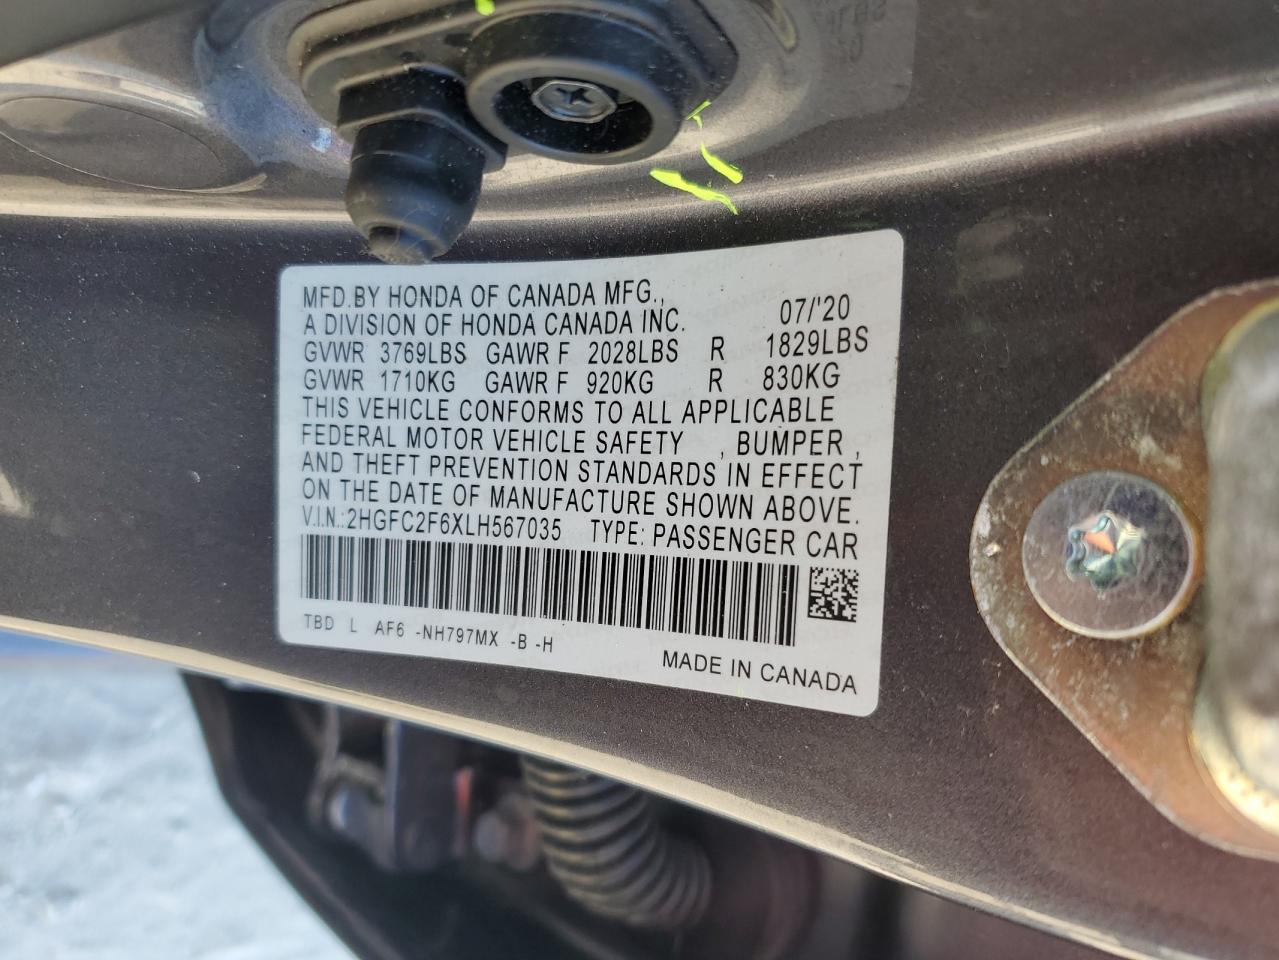 MFD.BY HONDA OF CANADA MFG.,
A DIVISION OF HONDA CANADA INC. 07/'20
GVWR 3769LBS GAWR F 2028LBS R 1829LBS
GVWR 1710KG GAWR F 920KG R 830KG
THIS VEHICLE CONFORMS TO ALL APPLICABLE
FEDERAL MOTOR VEHICLE SAFETY , BUMPER ,
AND THEFT PREVENTION STANDARDS IN EFFECT
ON THE DATE OF MANUFACTURE SHOWN ABOVE.
V.I.N.:2HGFC2F6XLH567035 TYPE: PASSENGER CAR
TBD L AF6 -NH797MX -B -H
MADE IN CANADA